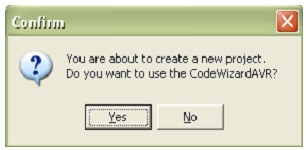 Confirm
You are about to create a new project.
Do you want to use the CodeWizardAVR?
Yes
No